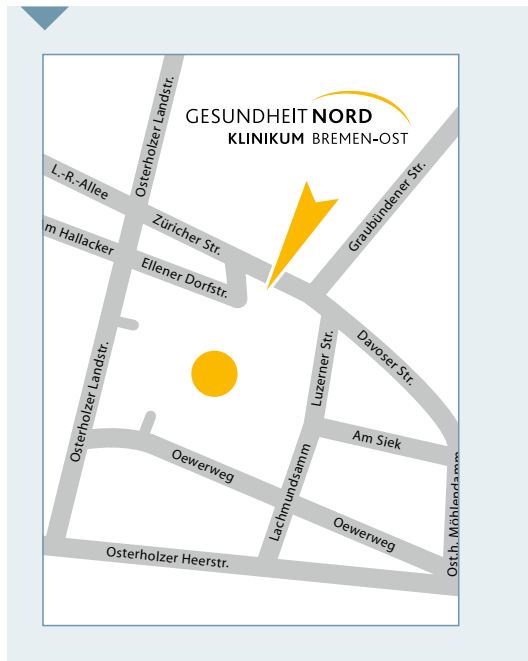 GESUNDHEIT NORD
KLINIKUM BREMEN-OST
Osterholzer Landstr.
L.-R.-Allee
Züricher Str.
Graubündener Str.
m Hallacker
Ellener Dorfstr.
Luzerner Str.
Davoser Str.
Osterholzer Landstr.
Am Siek
Oewerweg
Lachmundsamm
Oewerweg
Ost.h. Möhlendamm
Osterholzer Heerstr.